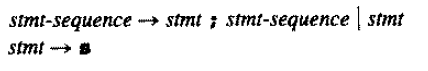 stmt-sequence → stmt ; stmt-sequence | stmt
stmt → s